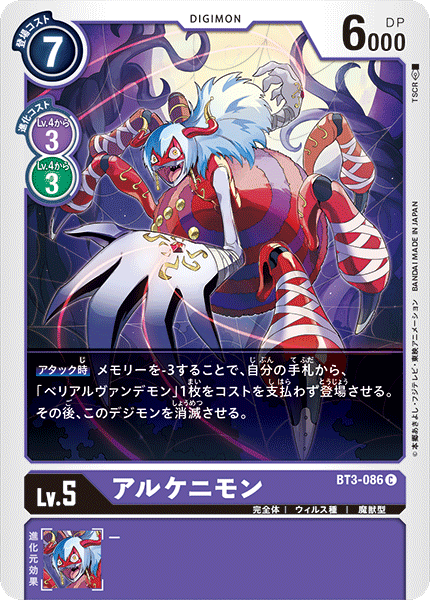 登場コスト
7
DIGIMON
DP
6000
進化コスト
Lv.4から
3
Lv.4から
3
TSCR
©本郷あきよし・フジテレビ・東映アニメーション BANDAI MADE IN JAPAN
アタック時 メモリーを-3することで、自分の手札から、
「ベリアルヴァンデモン」1枚をコストを支払わず登場させる。
その後、このデジモンを消滅させる。
BT3-086 C
Lv.5
アルケニモン
完全体 | ウィルス種 | 魔獣型
進化元効果
ー